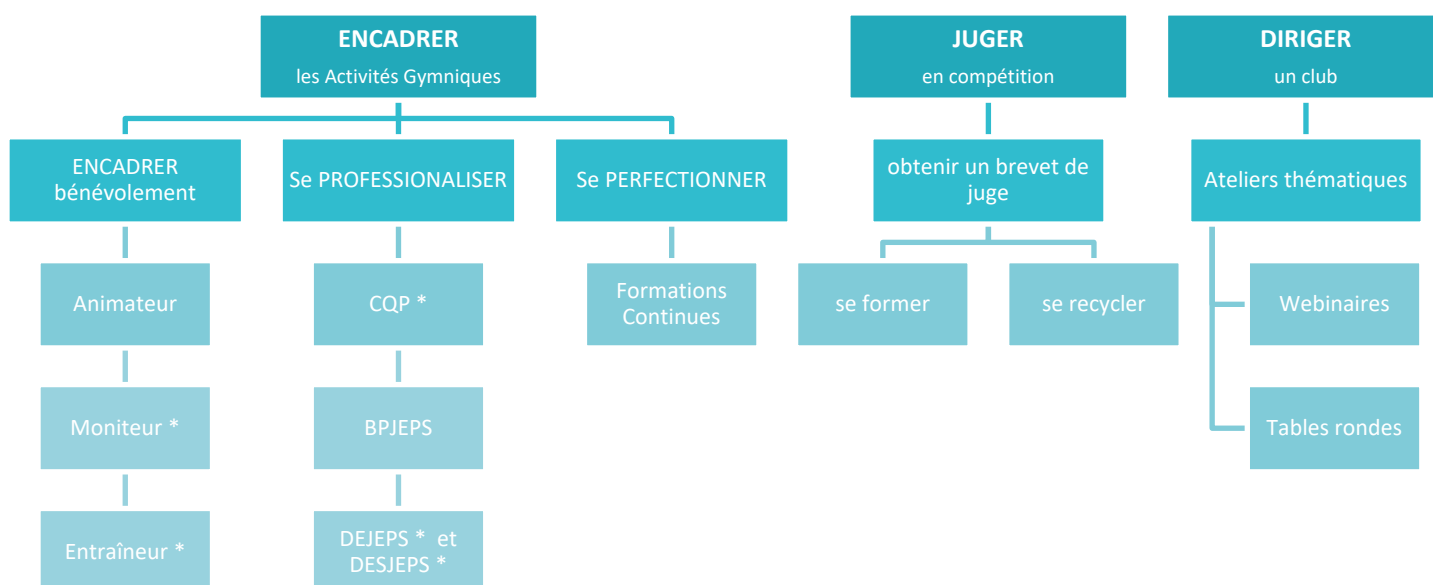 ENCADRER
les Activités Gymniques
JUGER
en compétition
DIRIGER
un club
ENCADRER
bénévolement
Se PROFESSIONALISER
Se PERFECTIONNER
obtenir un brevet de
juge
Ateliers thématiques
Animateur
CQP *
Formations
Continues
se former
se recycler
Webinaires
Moniteur *
BPJEPS
Tables rondes
Entraîneur *
DEJEPS * et
DESJEPS *